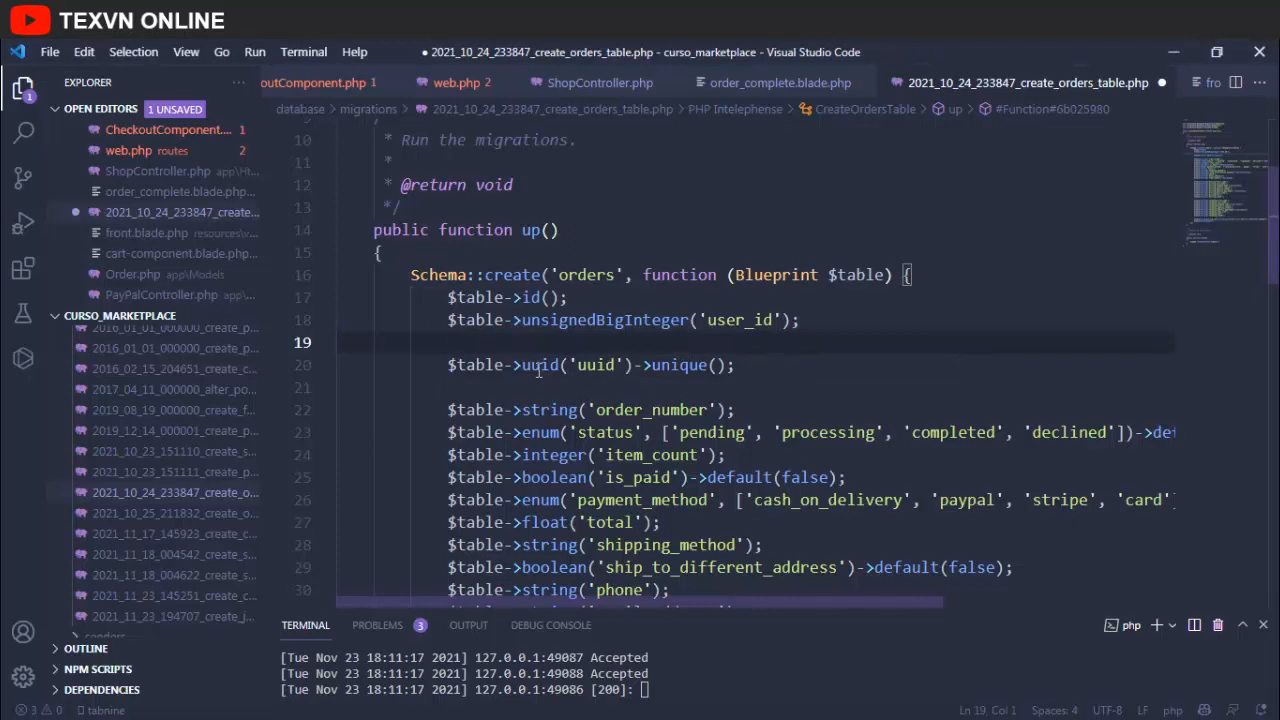 TEXVN ONLINE
File Edit Selection View Go Run Terminal Help
● 2021_10_24_233847_create_orders_table.php - curso_marketplace - Visual Studio Code
EXPLORER ···
outComponent.php 1 web.php 2 ShopController.php order_complete.blade.php 2021_10_24_233847_create_orders_table.php ● fro ···
OPEN EDITORS 1 UNSAVED
database › migrations › 2021_10_24_233847_create_orders_table.php › PHP Intelephense › CreateOrdersTable › up › #Function#6b025980
CheckoutComponent.... 1
web.php routes 2
ShopController.php app\Ht...
order_complete.blade.php...
● 2021_10_24_233847_create...
front.blade.php resources\v...
cart-component.blade.php...
Order.php app\Models
PayPalController.php app\H...
CURSO_MARKETPLACE
2016_01_01_000000_create_p...
2016_01_01_000000_create_p...
2016_02_15_204651_create_c...
2017_04_11_000000_alter_po...
2019_08_19_000000_create_f...
2019_12_14_000001_create_p...
2021_10_23_151110_create_s...
2021_10_23_151111_create_p...
2021_10_24_233847_create_o...
2021_10_25_211832_create_o...
2021_11_17_145923_create_c...
2021_11_18_004542_create_s...
2021_11_18_004622_create_s...
2021_11_23_145251_create_c...
2021_11_23_194707_create_j...
OUTLINE
NPM SCRIPTS
DEPENDENCIES
10 * Run the migrations.
11 *
12 * @return void
13 */
14 public function up()
15 {
16 Schema::create('orders', function (Blueprint $table) {
17 $table->id();
18 $table->unsignedBigInteger('user_id');
19
20 $table->uuid('uuid')->unique();
21
22 $table->string('order_number');
23 $table->enum('status', ['pending', 'processing', 'completed', 'declined'])->de
24 $table->integer('item_count');
25 $table->boolean('is_paid')->default(false);
26 $table->enum('payment_method', ['cash_on_delivery', 'paypal', 'stripe', 'card'
27 $table->float('total');
28 $table->string('shipping_method');
29 $table->boolean('ship_to_different_address')->default(false);
30 $table->string('phone');
TERMINAL PROBLEMS 3 OUTPUT DEBUG CONSOLE php
[Tue Nov 23 18:11:17 2021] 127.0.0.1:49087 Accepted
[Tue Nov 23 18:11:17 2021] 127.0.0.1:49088 Accepted
[Tue Nov 23 18:11:17 2021] 127.0.0.1:49086 [200]:
3 0 tabnine Ln 19, Col 1 Spaces: 4 UTF-8 LF php